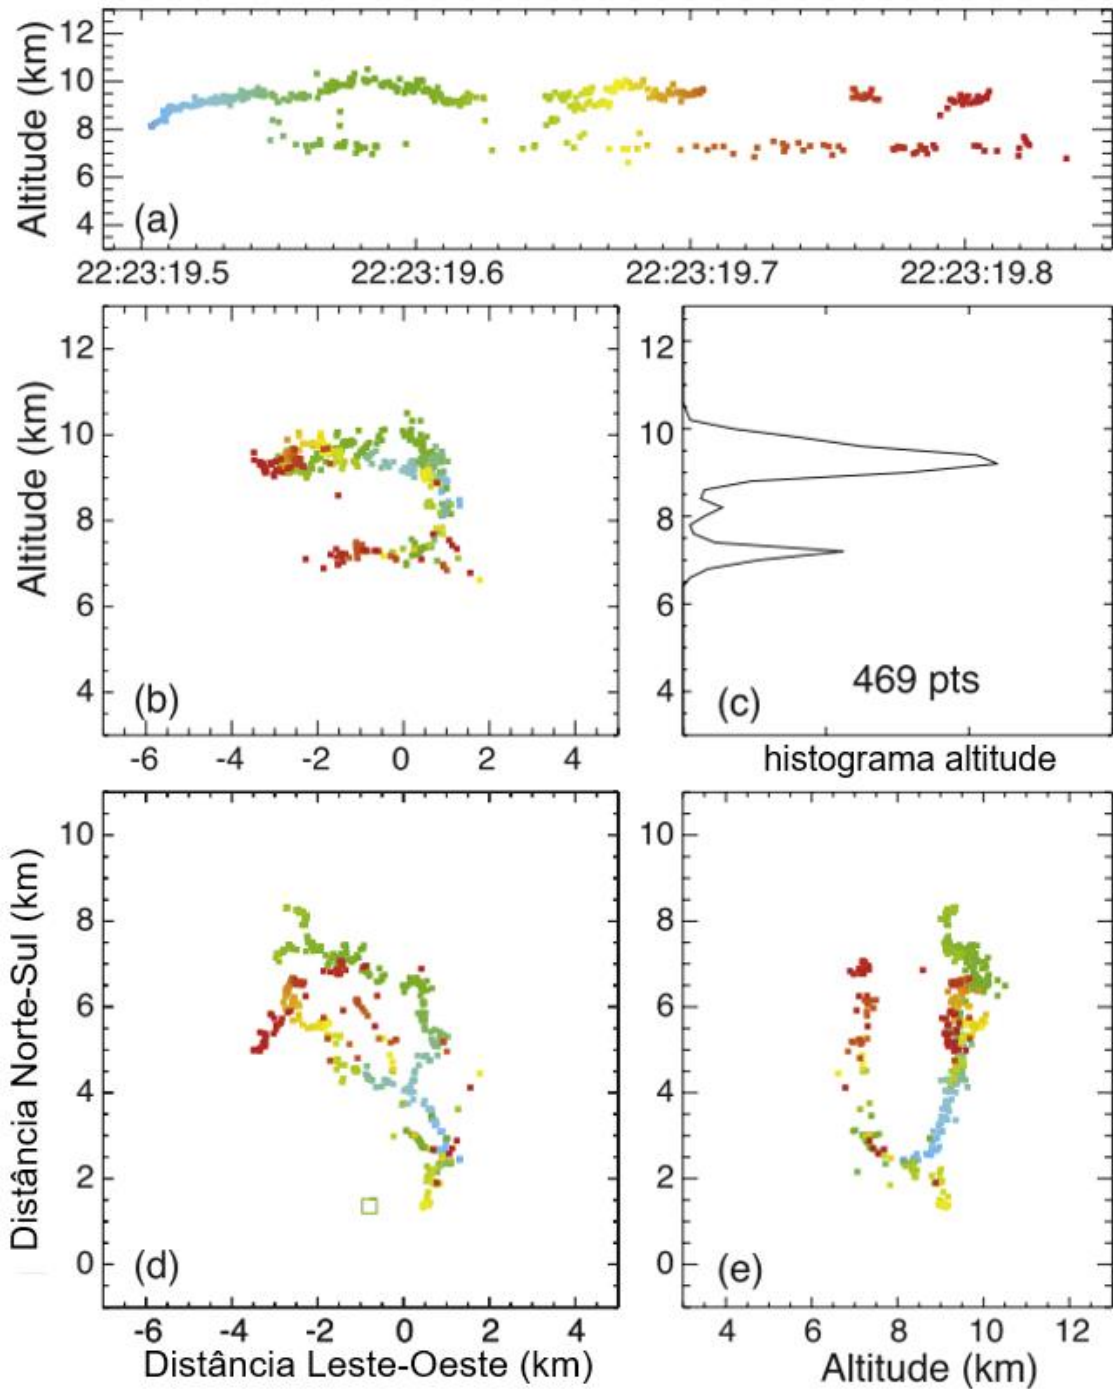 Altitude (km)
12
10
8
6
4
(a)
22:23:19.5 22:23:19.6 22:23:19.7 22:23:19.8
Altitude (km)
12
10
8
6
4
(b)
-6 -4 -2 0 2 4
12
10
8
6
4
469 pts
(c)
histograma altitude
Distância Norte-Sul (km)
10
8
6
4
2
0
(d)
-6 -4 -2 0 2 4
Distância Leste-Oeste (km)
10
8
6
4
2
0
(e)
4 6 8 10 12
Altitude (km)